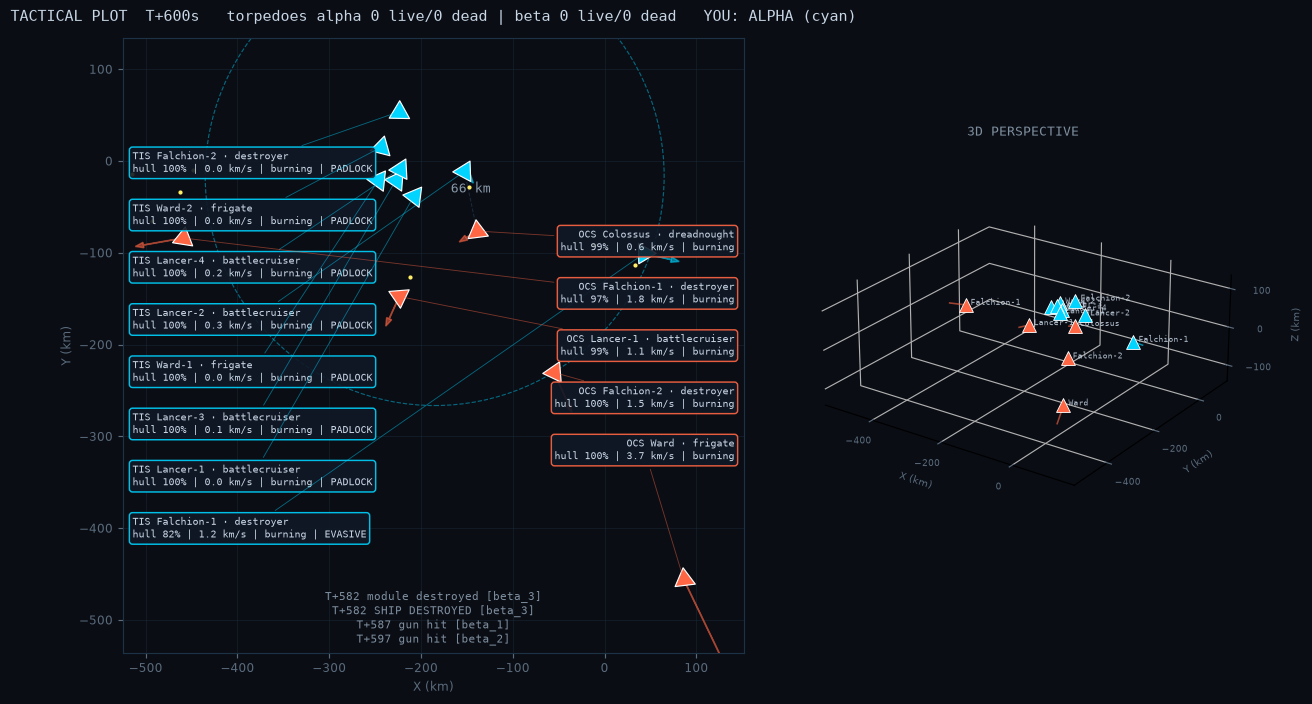 TACTICAL PLOT  T+600s   torpedoes alpha 0 live/0 dead | beta 0 live/0 dead   YOU: ALPHA (cyan)
100
0
−100
−200
−300
−400
−500
Y (km)
−500
−400
−300
−200
−100
0
100
X (km)
TIS Falchion-2 · destroyer
hull 100% | 0.0 km/s | burning | PADLOCK
TIS Ward-2 · frigate
hull 100% | 0.0 km/s | burning | PADLOCK
TIS Lancer-4 · battlecruiser
hull 100% | 0.2 km/s | burning | PADLOCK
TIS Lancer-2 · battlecruiser
hull 100% | 0.3 km/s | burning | PADLOCK
TIS Ward-1 · frigate
hull 100% | 0.0 km/s | burning | PADLOCK
TIS Lancer-3 · battlecruiser
hull 100% | 0.1 km/s | burning | PADLOCK
TIS Lancer-1 · battlecruiser
hull 100% | 0.0 km/s | burning | PADLOCK
TIS Falchion-1 · destroyer
hull 82% | 1.2 km/s | burning | EVASIVE
66 km
OCS Colossus · dreadnought
hull 99% | 0.6 km/s | burning
OCS Falchion-1 · destroyer
hull 97% | 1.8 km/s | burning
OCS Lancer-1 · battlecruiser
hull 99% | 1.1 km/s | burning
OCS Falchion-2 · destroyer
hull 100% | 1.5 km/s | burning
OCS Ward · frigate
hull 100% | 3.7 km/s | burning
T+582 module destroyed [beta_3]
T+582 SHIP DESTROYED [beta_3]
T+587 gun hit [beta_1]
T+597 gun hit [beta_2]
3D PERSPECTIVE
Falchion-1
Falchion-2
Lancer-2
Colossus
Falchion-1
Falchion-2
Ward
−400
−200
0
X (km)
−400
−200
0
Y (km)
100
0
−100
Z (km)